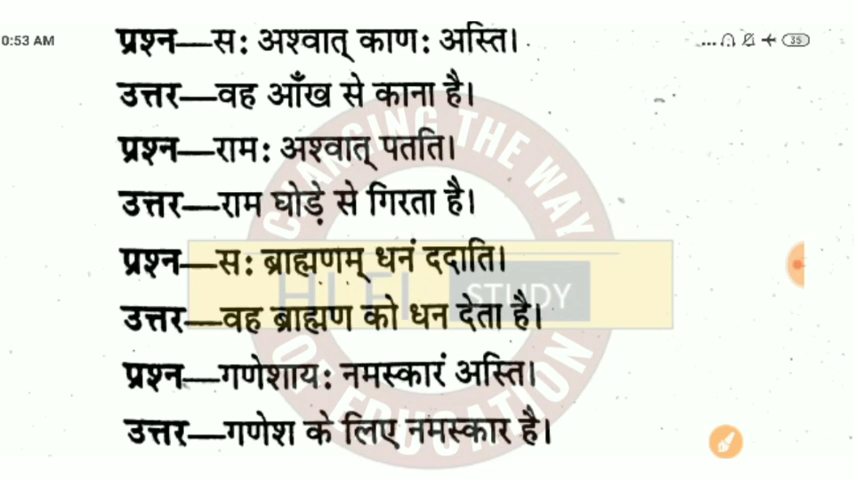 0:53 AM
... 35
प्रश्न—सः अश्वात् काणः अस्ति।
उत्तर—वह आँख से काना है।
प्रश्न—रामः अश्वात् पतति।
उत्तर—राम घोड़े से गिरता है।
प्रश्न—सः ब्राह्मणम् धनं ददाति।
उत्तर—वह ब्राह्मण को धन देता है।
प्रश्न—गणेशायः नमस्कारं अस्ति।
उत्तर—गणेश के लिए नमस्कार है।
CHANGING THE WAY
STUDY
OF EDUCATION